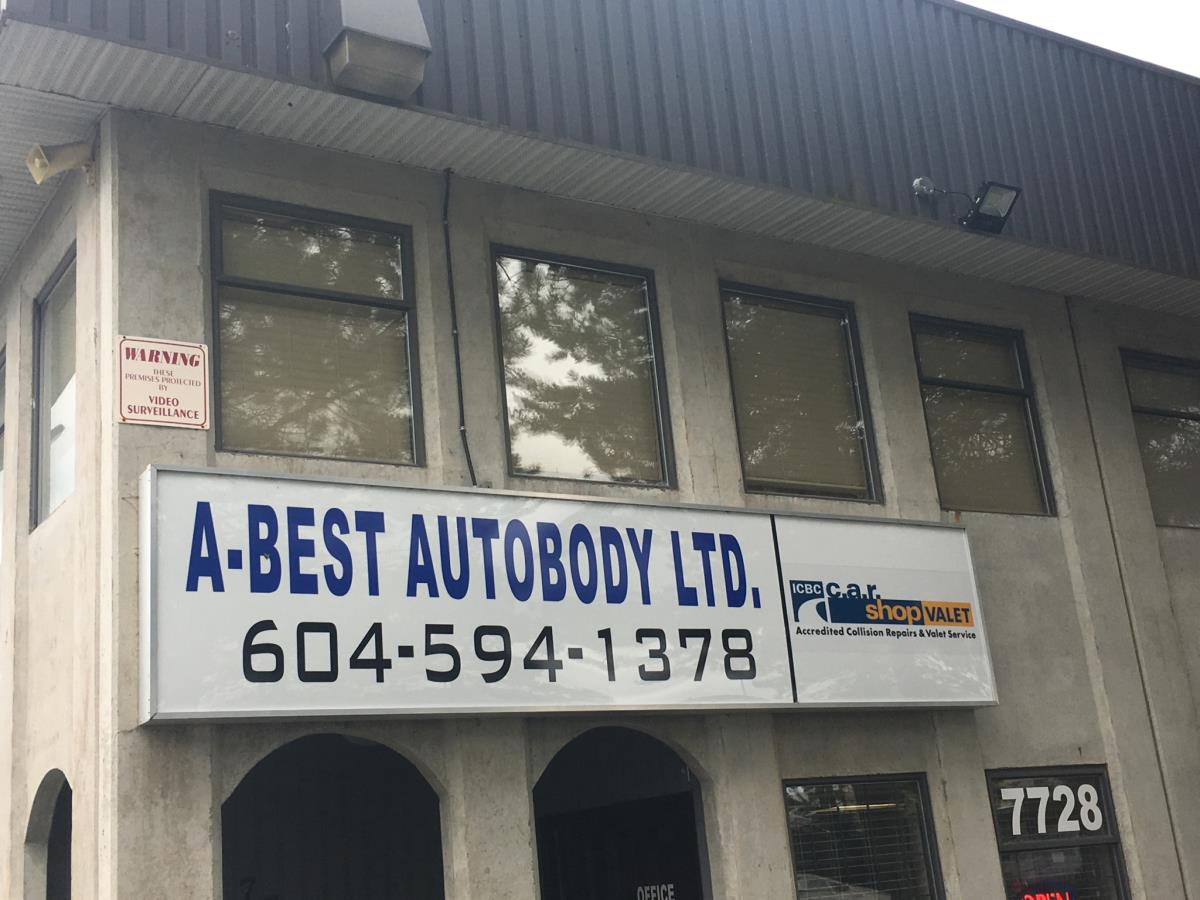 WARNING
THESE
PREMISES PROTECTED
BY
VIDEO
SURVEILLANCE
A-BEST AUTOBODY LTD.
604-594-1378
ICBC c.a.r.
shop VALET
Accredited Collision Repairs & Valet Service
7728
OFFICE
OPEN